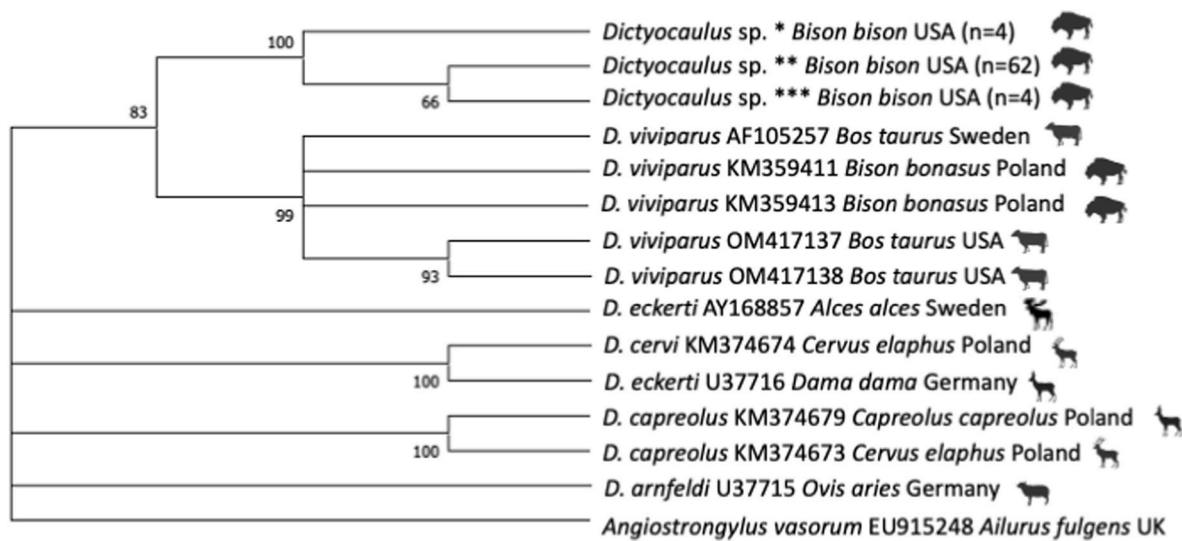 100
Dictyocaulus sp. * Bison bison USA (n=4)
Dictyocaulus sp. ** Bison bison USA (n=62)
66
Dictyocaulus sp. *** Bison bison USA (n=4)
83
D. viviparus AF105257 Bos taurus Sweden
D. viviparus KM359411 Bison bonasus Poland
99
D. viviparus KM359413 Bison bonasus Poland
D. viviparus OM417137 Bos taurus USA
93
D. viviparus OM417138 Bos taurus USA
D. eckerti AY168857 Alces alces Sweden
D. cervi KM374674 Cervus elaphus Poland
100
D. eckerti U37716 Dama dama Germany
D. capreolus KM374679 Capreolus capreolus Poland
100
D. capreolus KM374673 Cervus elaphus Poland
D. arnfeldi U37715 Ovis aries Germany
Angiostrongylus vasorum EU915248 Ailurus fulgens UK